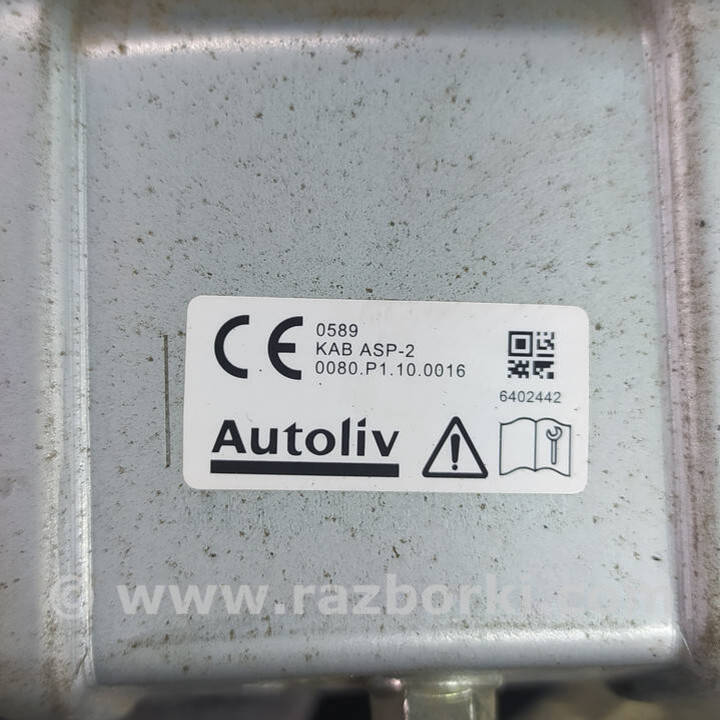 CE 0589
KAB ASP-2
0080.P1.10.0016
6402442
Autoliv
© www.razborki.com